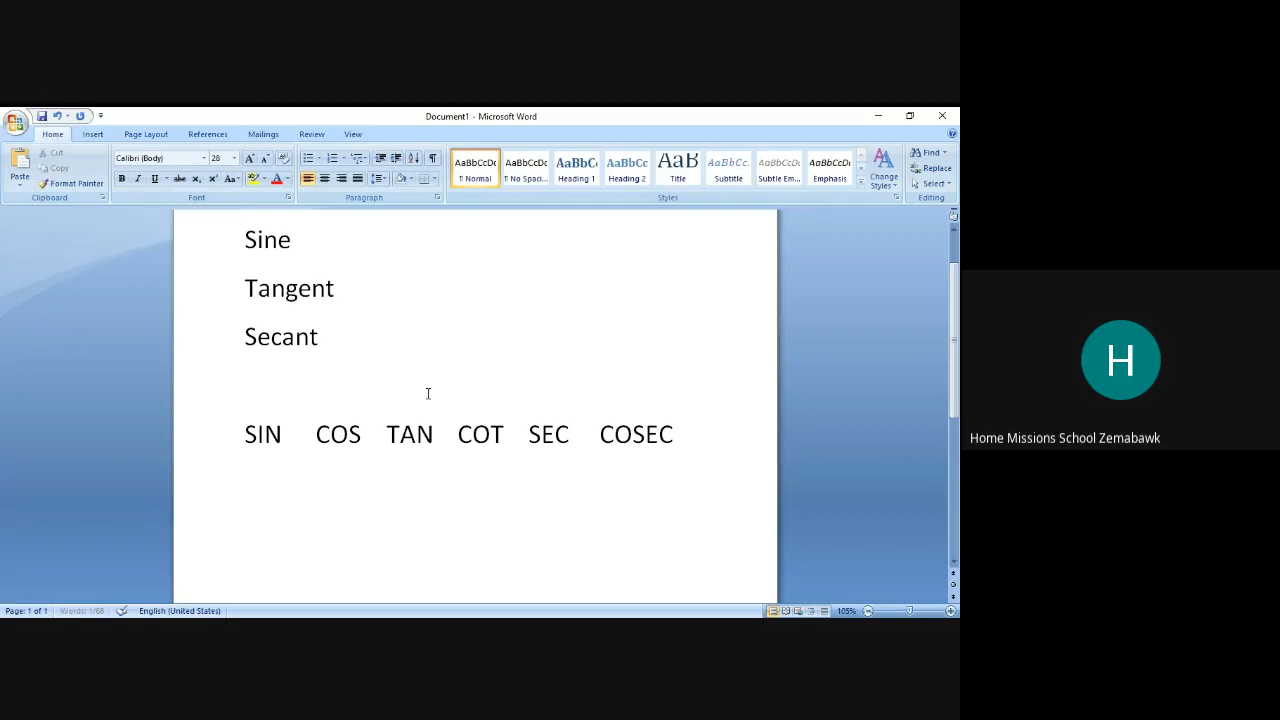 Document1 - Microsoft Word
Home Insert Page Layout References Mailings Review View
Paste
Cut
Copy
Format Painter
Clipboard
Calibri (Body) 28
Font
Paragraph
AaBbCcDc AaBbCcDc AaBbCc AaBbCc AaB AaBbCc. AaBbCcDc AaBbCcDc
¶ Normal ¶ No Spaci... Heading 1 Heading 2 Title Subtitle Subtle Em... Emphasis
Change Styles
Styles
Find
Replace
Select
Editing
Sine
Tangent
Secant
SIN COS TAN COT SEC COSEC
Page: 1 of 1 Words: 1/66 English (United States) 105%
H
Home Missions School Zemabawk